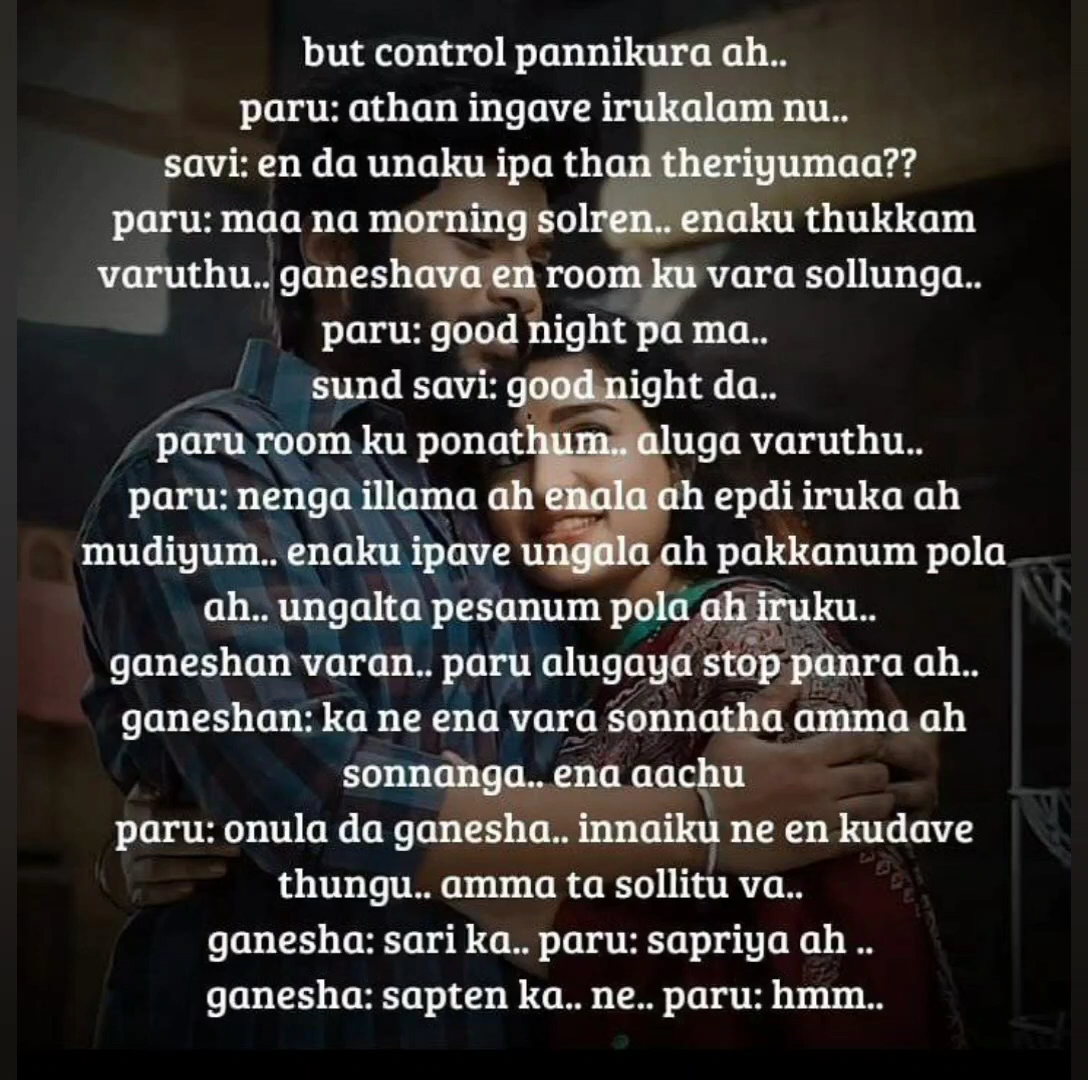 but control pannikura ah..
paru: athan ingave irukalam nu..
savi: en da unaku ipa than theriyumaa??
paru: maa na morning solren.. enaku thukkam
varuthu.. ganeshava en room ku vara sollunga..
paru: good night pa ma..
sund savi: good night da..
paru room ku ponathum.. aluga varuthu..
paru: nenga illama ah enala ah epdi iruka ah
mudiyum.. enaku ipave ungala ah pakkanum pola
ah.. ungalta pesanum pola ah iruku..
ganeshan varan.. paru alugaya stop panra ah..
ganeshan: ka ne ena vara sonnatha amma ah
sonnanga.. ena aachu
paru: onula da ganesha.. innaiku ne en kudave
thungu.. amma ta sollitu va..
ganesha: sari ka.. paru: sapriya ah ..
ganesha: sapten ka.. ne.. paru: hmm..